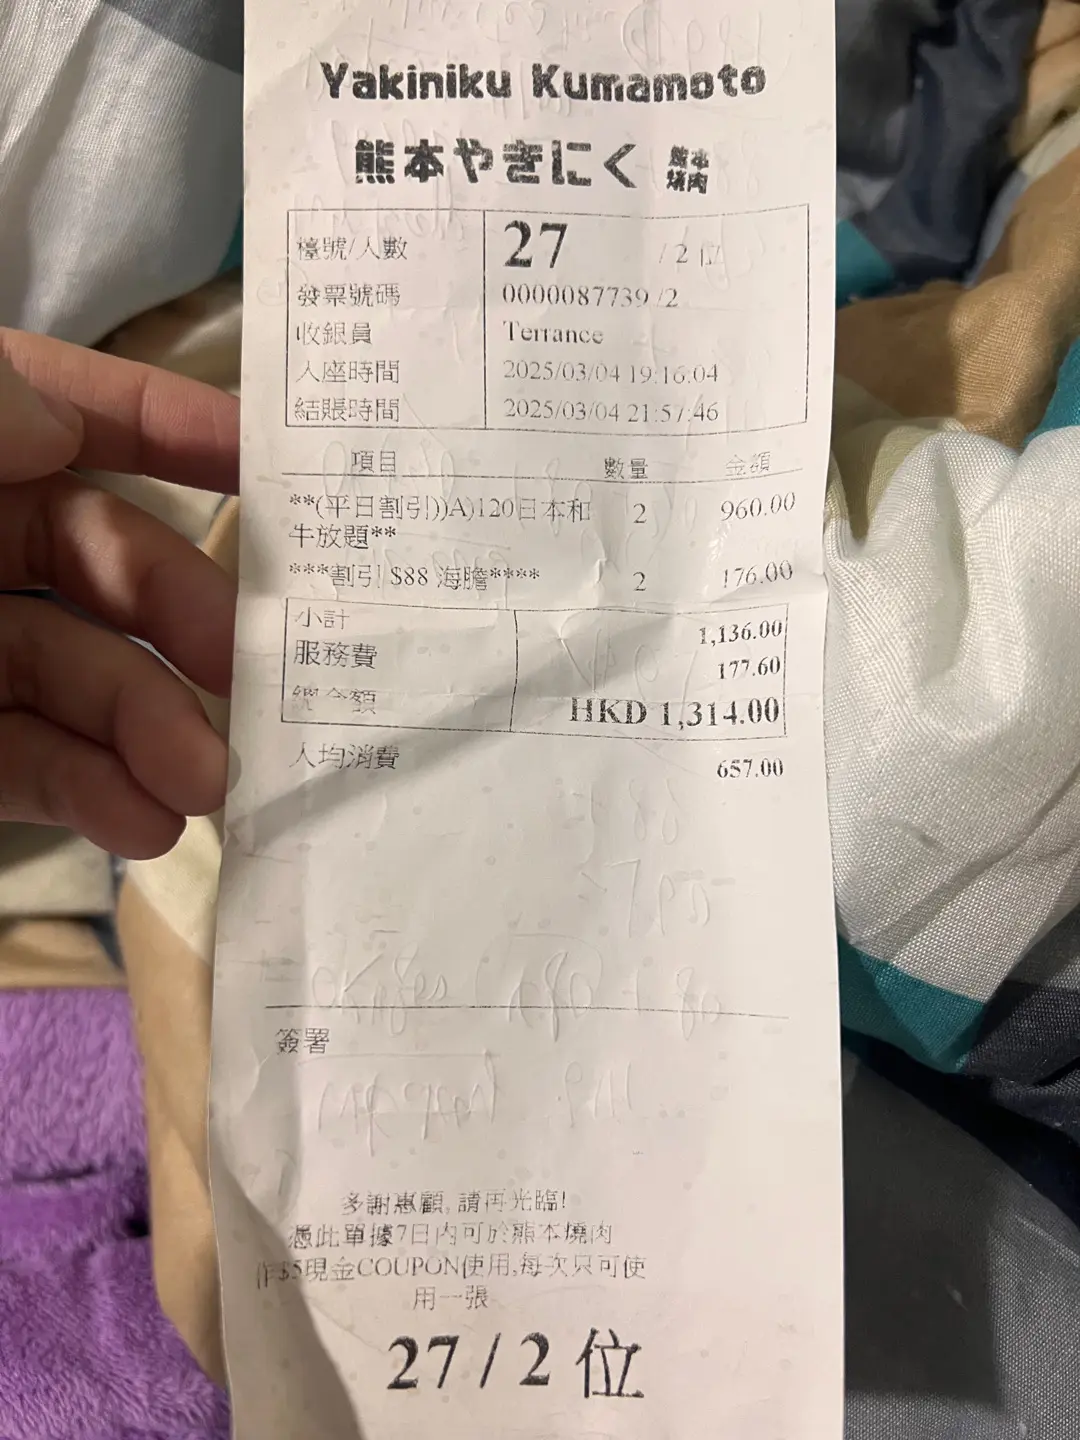 Yakiniku Kumamoto
熊本やきにく 熊本焼肉
檯號/人數 27 / 2 位
發票號碼 0000087739 /2
收銀員 Terrance
入座時間 2025/03/04 19:16:04
結賬時間 2025/03/04 21:57:46
項目 數量 金額
**(平日割引))A)120日本和 2 960.00
牛放題**
***割引 $88 海膽**** 2 176.00
小計 1,136.00
服務費 177.60
總金額 HKD 1,314.00
人均消費 657.00
簽署
多謝惠顧, 請再光臨!
憑此單據7日內可於熊本燒肉
作$5現金COUPON使用,每次只可使
用一張
27 / 2 位